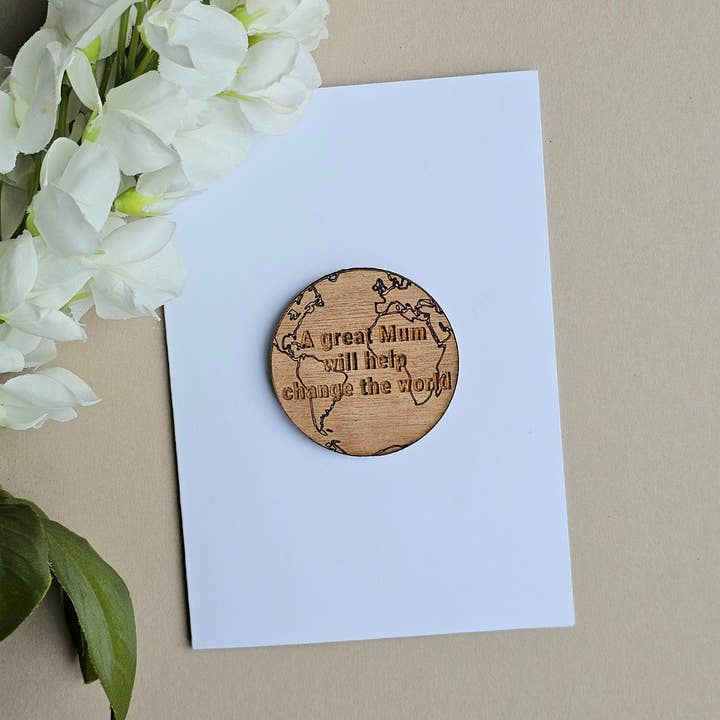 A great Mum
will help
change the world